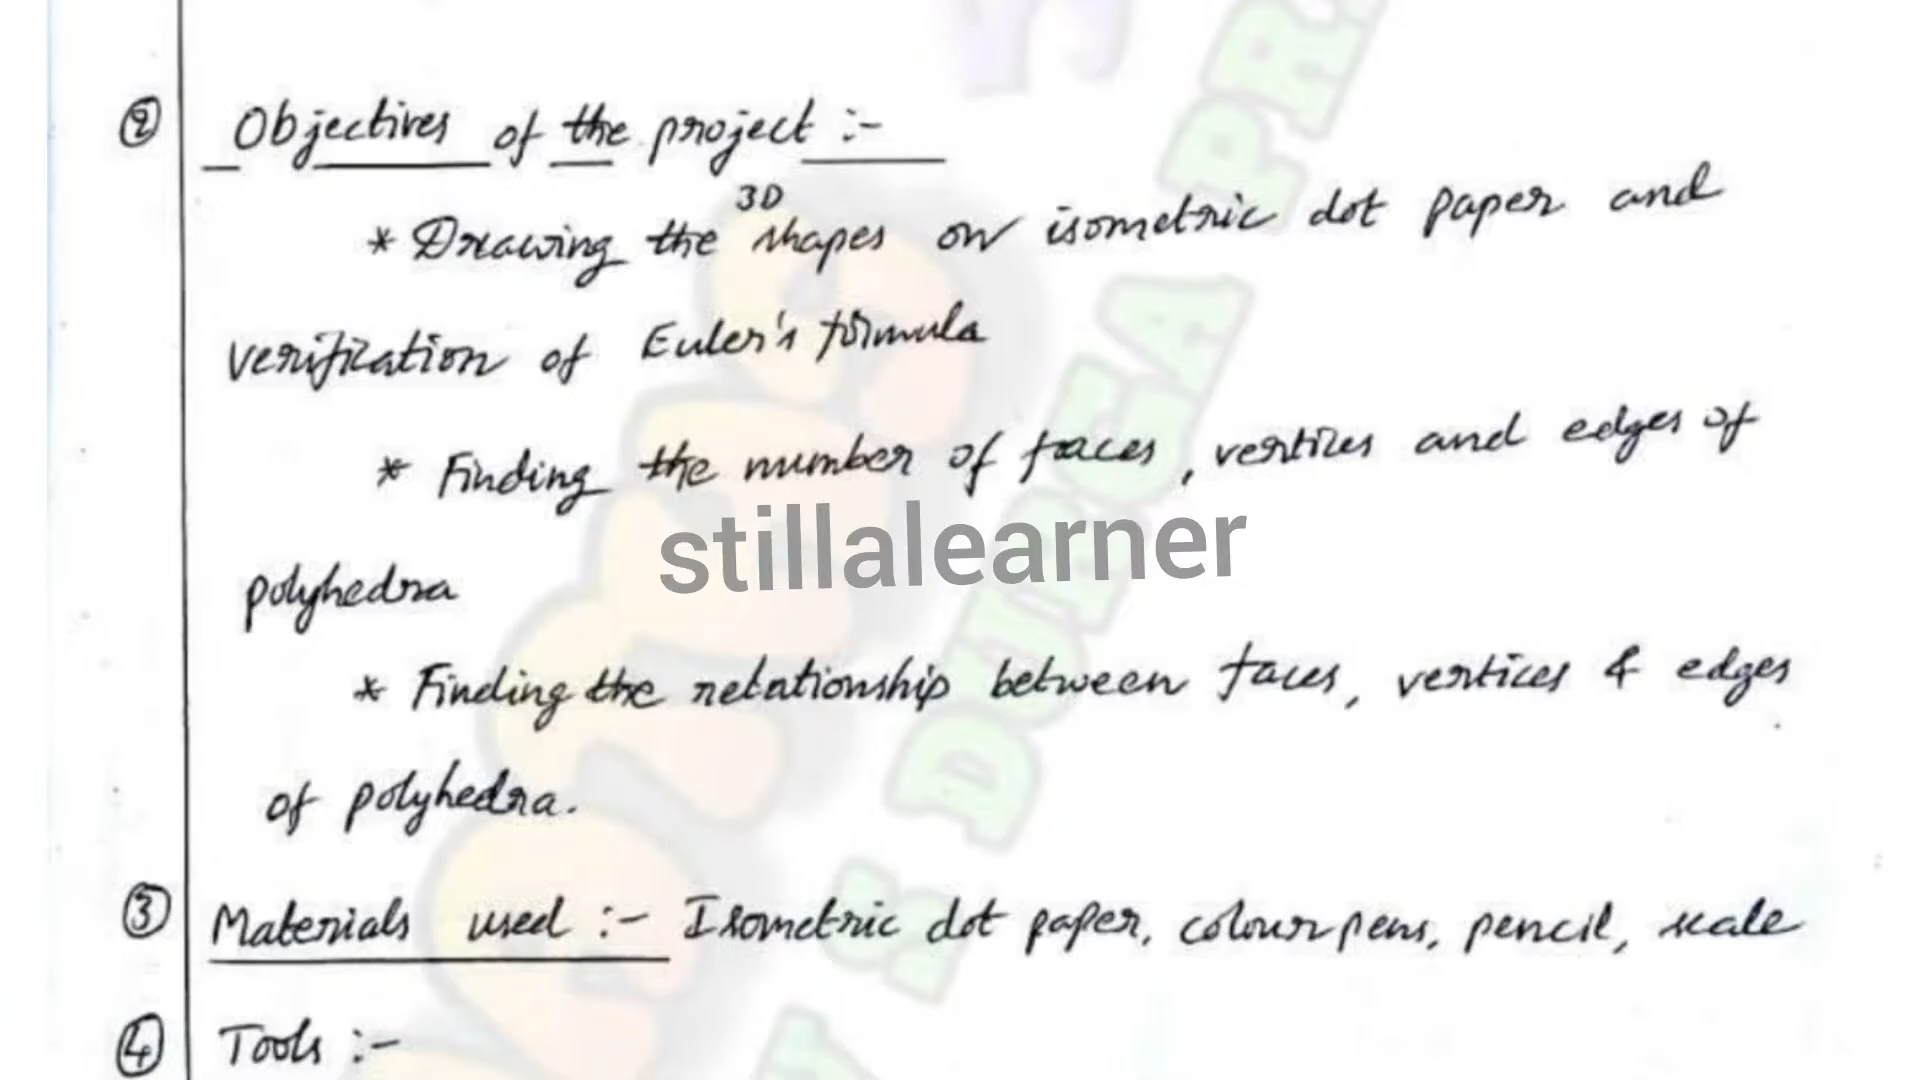 ② Objectives of the project :-
3D
* Drawing the shapes on isometric dot paper and
verification of Euler's formula
* Finding the number of faces, vertices and edges of
stillalearner
polyhedra
* Finding the relationship between faces, vertices & edges
of polyhedra.
③ Materials used :- Isometric dot paper, colour pens, pencil, scale
④ Tools :-
DURGA